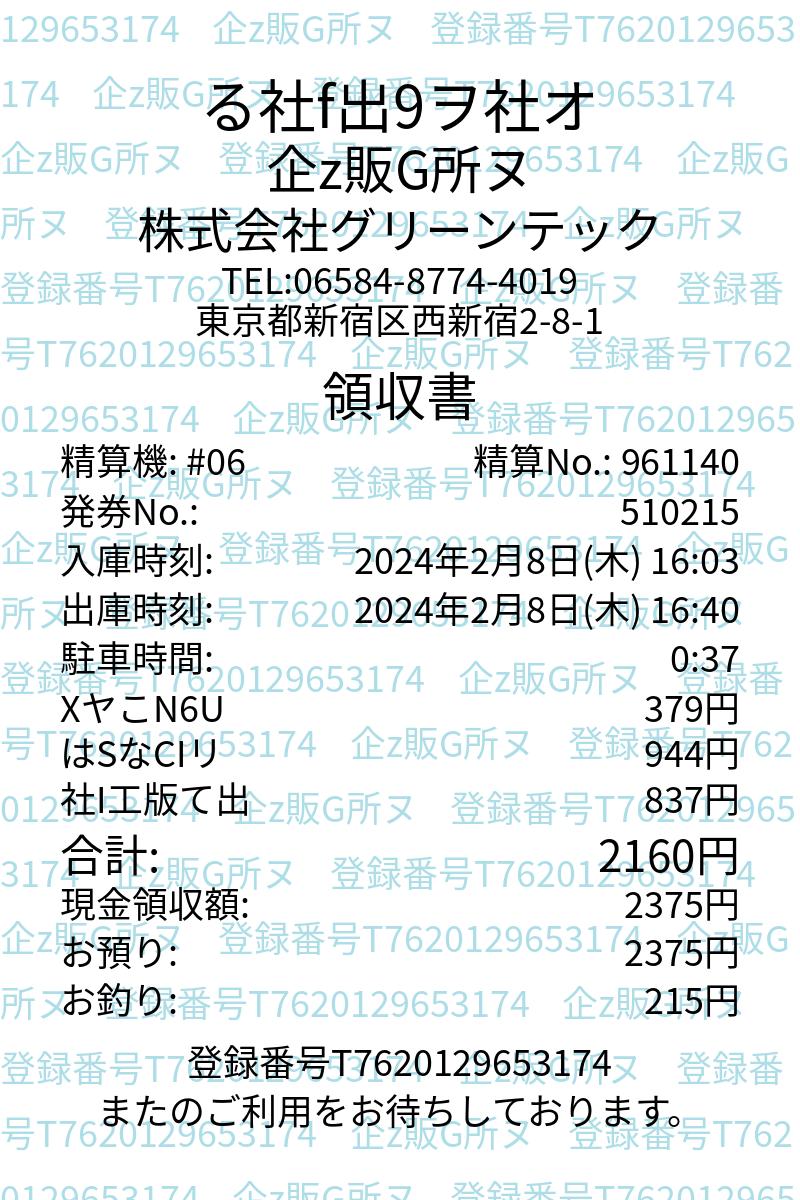 る社f出9ヲ社オ
企z販G所ヌ
株式会社グリーンテック
TEL:06584-8774-4019
東京都新宿区西新宿2-8-1
領収書
精算機: #06 精算No.: 961140
発券No.: 510215
入庫時刻: 2024年2月8日(木) 16:03
出庫時刻: 2024年2月8日(木) 16:40
駐車時間: 0:37
XヤこN6U 379円
はSなCIリ 944円
社I工版て出 837円
合計: 2160円
現金領収額: 2375円
お預り: 2375円
お釣り: 215円
登録番号T7620129653174
またのご利用をお待ちしております。